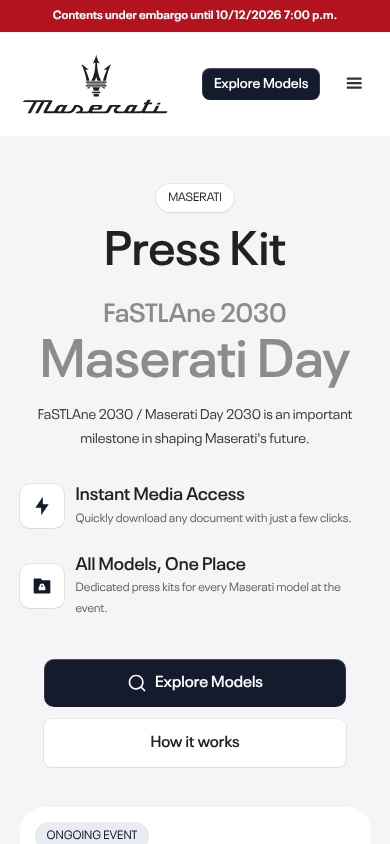 Contents under embargo until 10/12/2026 7:00 p.m.
Maserati
Explore Models
MASERATI
Press Kit
FaSTLAne 2030
Maserati Day
FaSTLAne 2030 / Maserati Day 2030 is an important
milestone in shaping Maserati's future.
Instant Media Access
Quickly download any document with just a few clicks.
All Models, One Place
Dedicated press kits for every Maserati model at the
event.
Explore Models
How it works
ONGOING EVENT